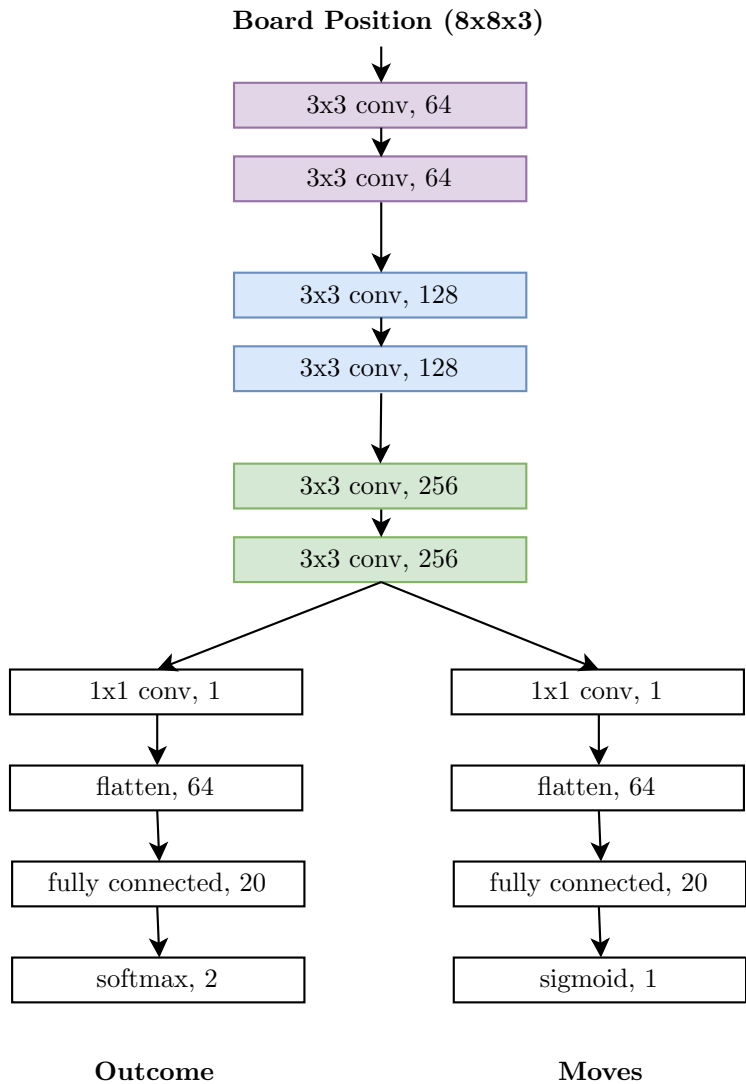 Board Position (8x8x3)
3x3 conv, 64
3x3 conv, 64
3x3 conv, 128
3x3 conv, 128
3x3 conv, 256
3x3 conv, 256
1x1 conv, 1
flatten, 64
fully connected, 20
softmax, 2
Outcome
1x1 conv, 1
flatten, 64
fully connected, 20
sigmoid, 1
Moves